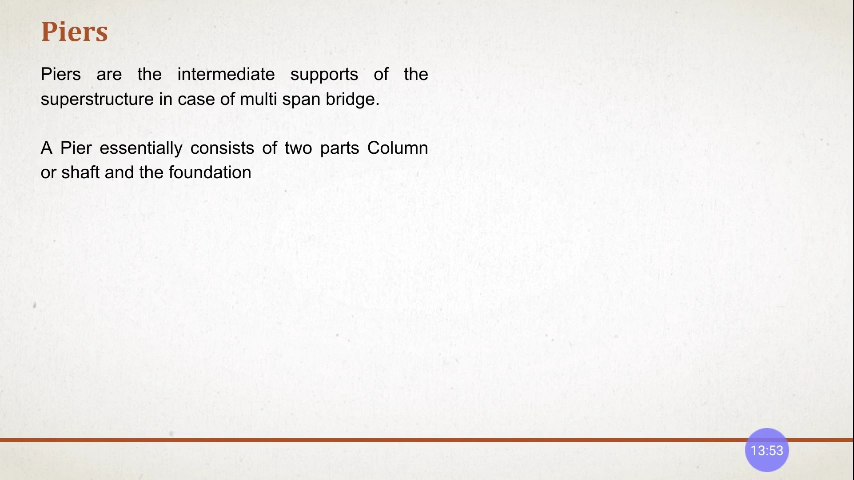 Piers
Piers are the intermediate supports of the
superstructure in case of multi span bridge.
A Pier essentially consists of two parts Column
or shaft and the foundation
13:53